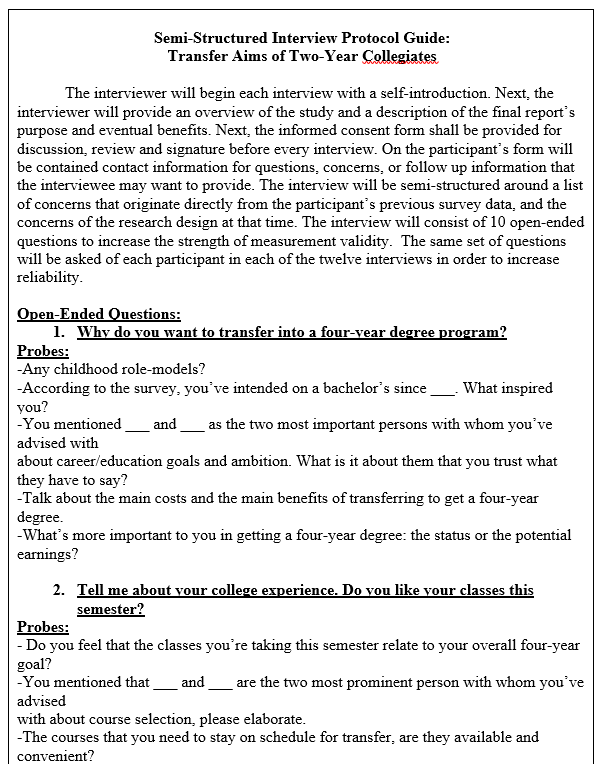 Semi-Structured Interview Protocol Guide:
Transfer Aims of Two-Year Collegiates
The interviewer will begin each interview with a self-introduction. Next, the
interviewer will provide an overview of the study and a description of the final report's
purpose and eventual benefits. Next, the informed consent form shall be provided for
discussion, review and signature before every interview. On the participant's form will
be contained contact information for questions, concerns, or follow up information that
the interviewee may want to provide. The interview will be semi-structured around a list
of concerns that originate directly from the participant's previous survey data, and the
concerns of the research design at that time. The interview will consist of 10 open-ended
questions to increase the strength of measurement validity.  The same set of questions
will be asked of each participant in each of the twelve interviews in order to increase
reliability.
Open-Ended Questions:
1. Why do you want to transfer into a four-year degree program?
Probes:
-Any childhood role-models?
-According to the survey, you've intended on a bachelor's since ___. What inspired
you?
-You mentioned ___ and ___ as the two most important persons with whom you've
advised with
about career/education goals and ambition. What is it about them that you trust what
they have to say?
-Talk about the main costs and the main benefits of transferring to get a four-year
degree.
-What's more important to you in getting a four-year degree: the status or the potential
earnings?
2. Tell me about your college experience. Do you like your classes this
semester?
Probes:
- Do you feel that the classes you're taking this semester relate to your overall four-year
goal?
-You mentioned that ___ and ___ are the two most prominent person with whom you've
advised
with about course selection, please elaborate.
-The courses that you need to stay on schedule for transfer, are they available and
convenient?